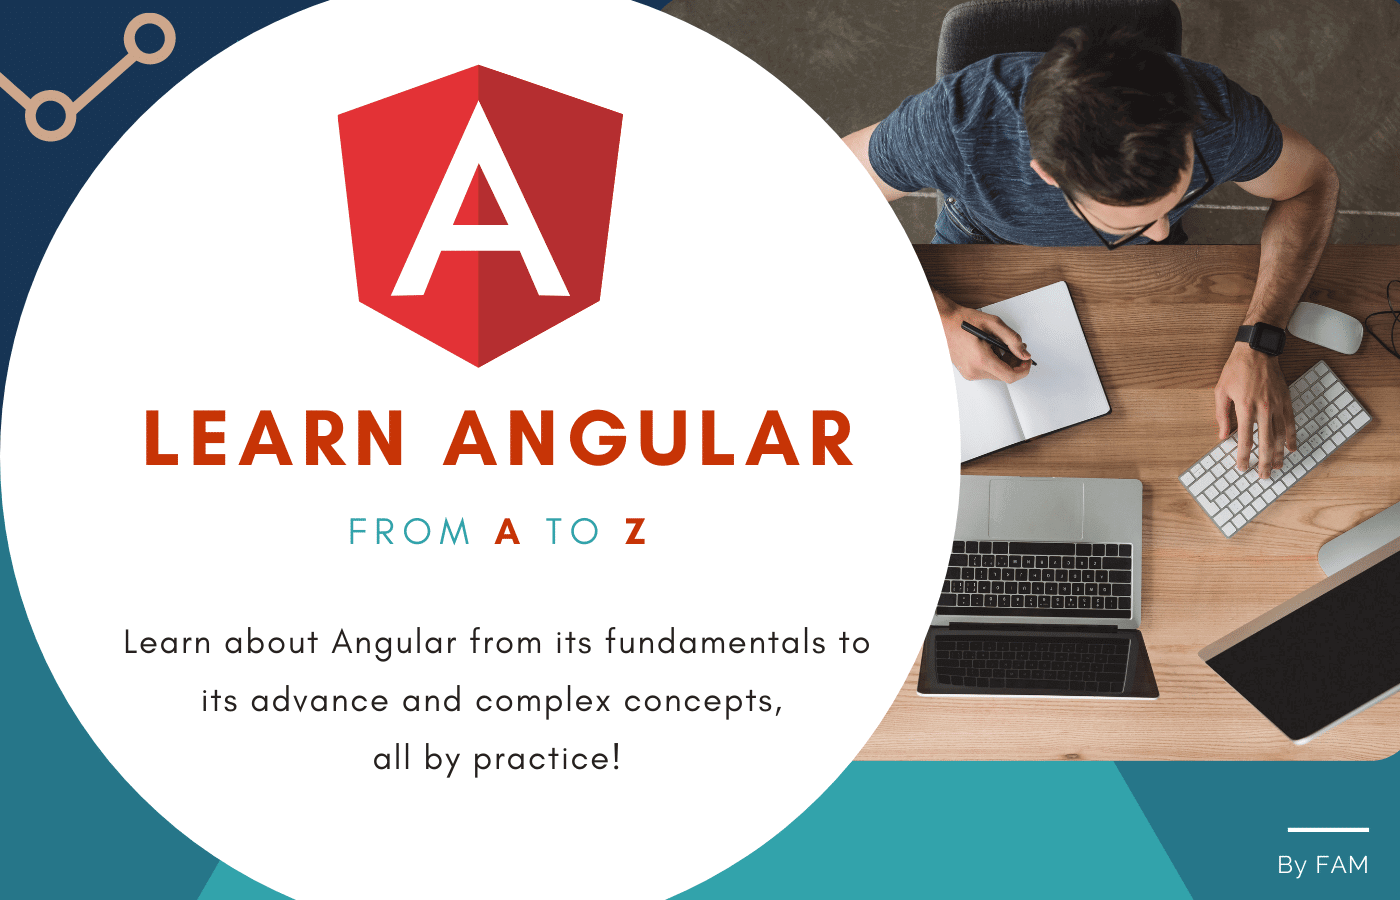 A
LEARN ANGULAR
FROM A TO Z
Learn about Angular from its fundamentals to
its advance and complex concepts,
all by practice!
By FAM